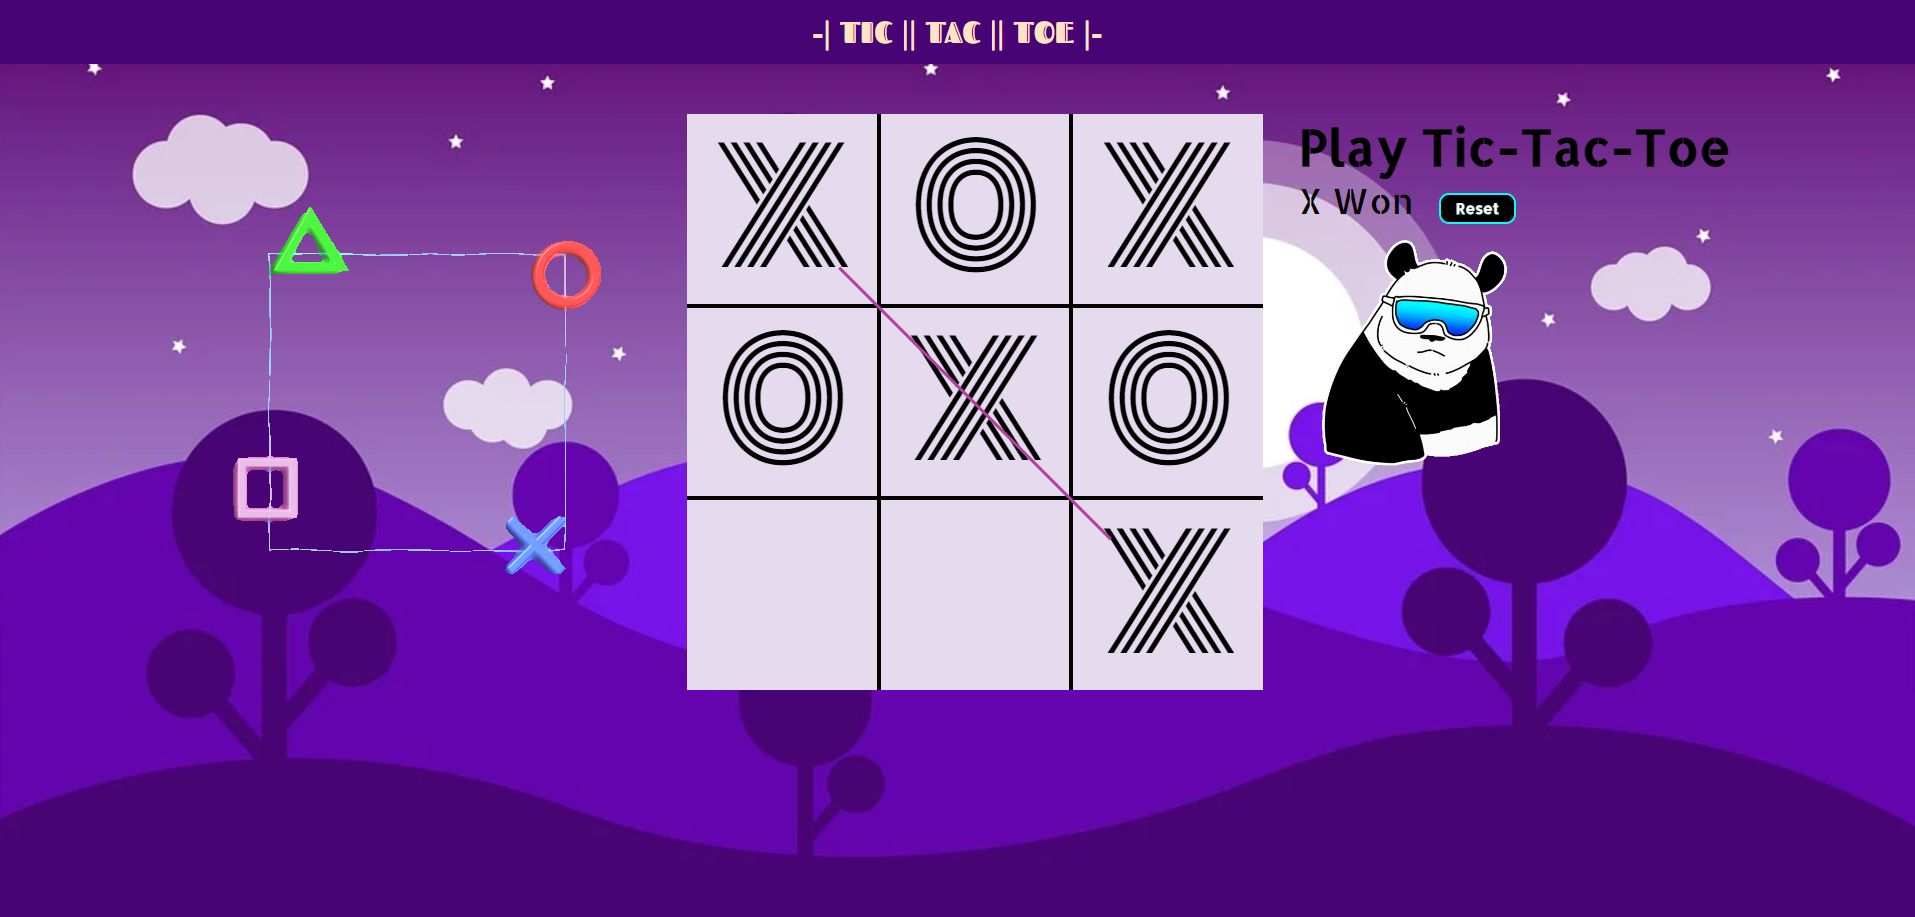 -| TIC || TAC || TOE |-
X O X
O X O
X
Play Tic-Tac-Toe
X Won
Reset